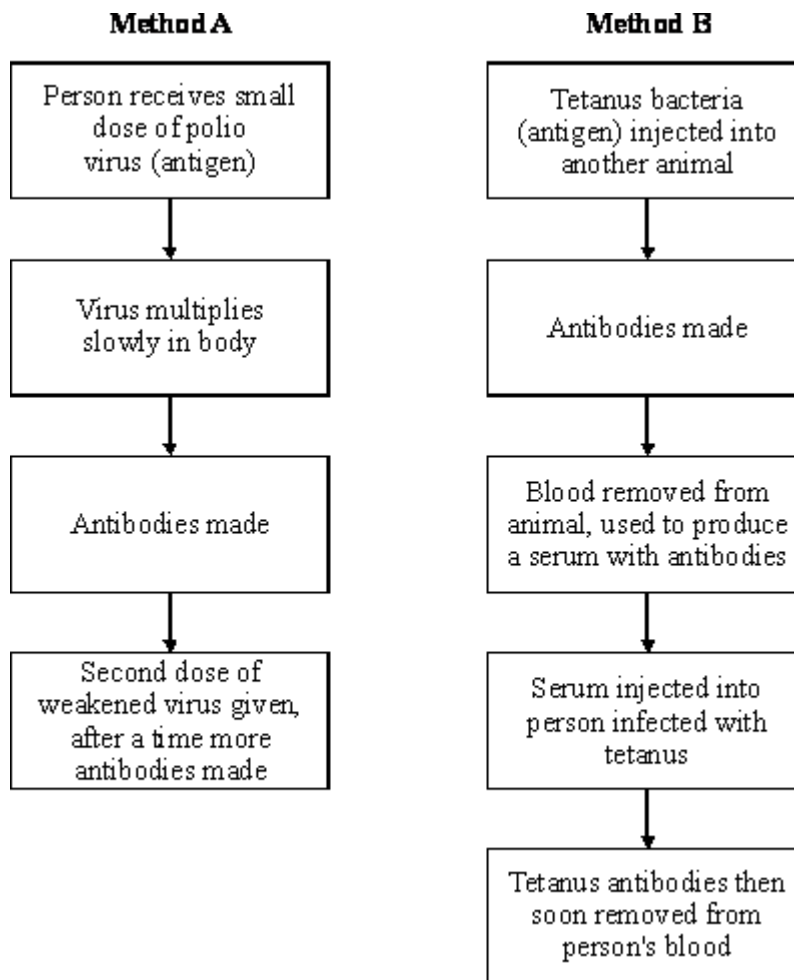 Method A
Person receives small
dose of polio
virus (antigen)
Virus multiplies
slowly in body
Antibodies made
Second dose of
weakened virus given,
after a time more
antibodies made
Method B
Tetanus bacteria
(antigen) injected into
another animal
Antibodies made
Blood removed from
animal, used to produce
a serum with antibodies
Serum injected into
person infected with
tetanus
Tetanus antibodies then
soon removed from
person's blood